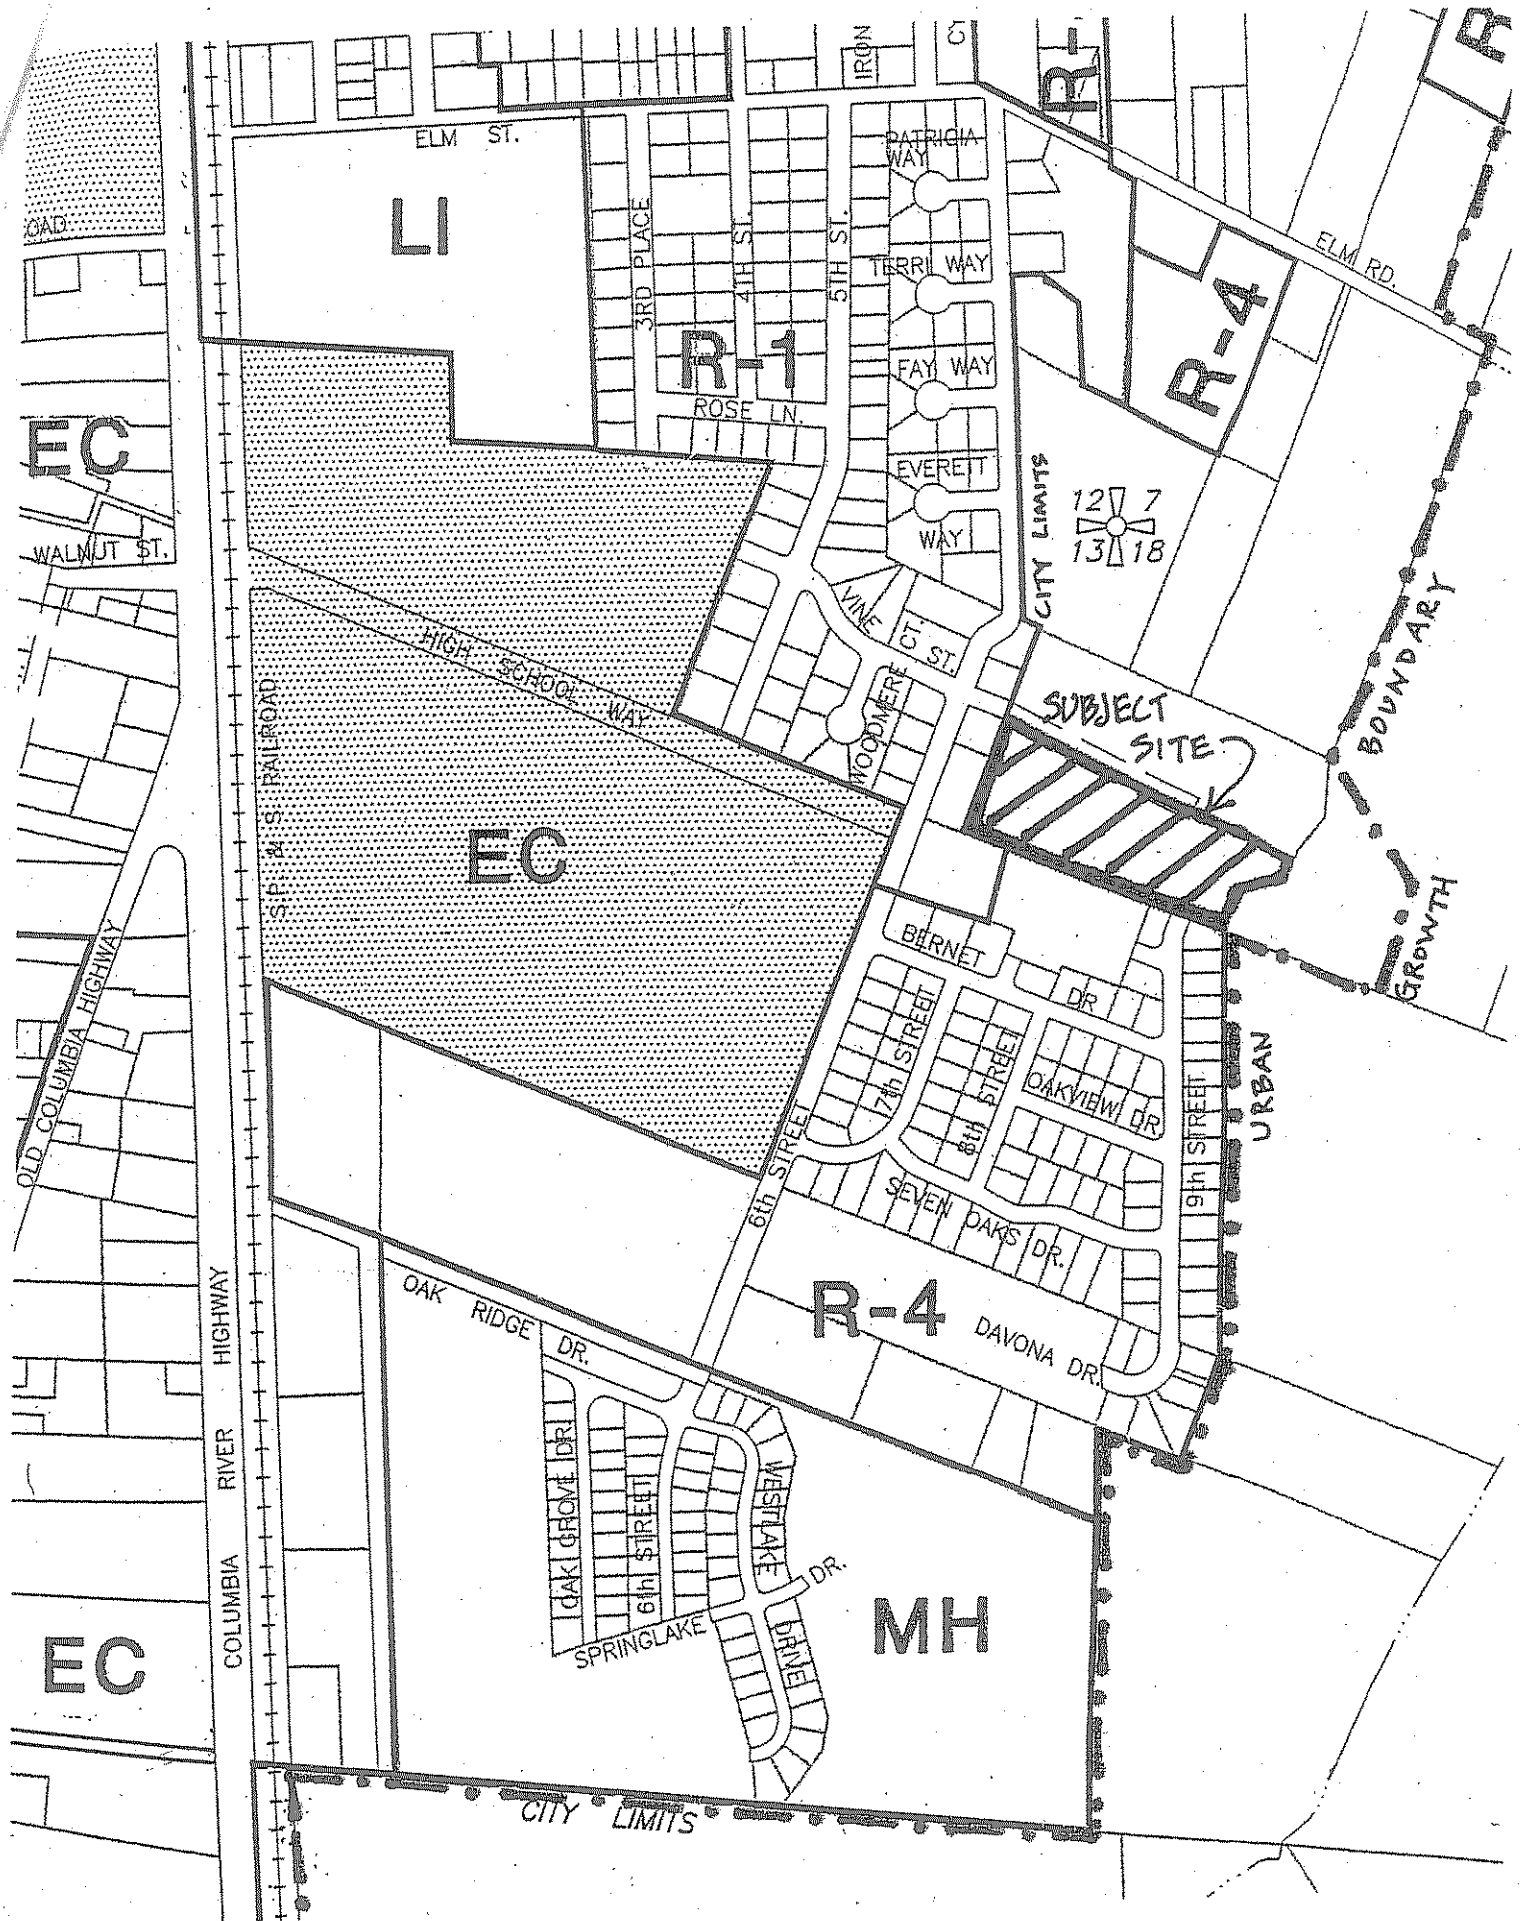 R
R-
IRON
CT
ELM ST.
PATRICIA
WAY
OAD
LI
3RD PLACE
4TH ST.
5TH ST.
TERRI WAY
ELM RD.
R-4
R-1
FAY WAY
ROSE LN.
EC
EVERETT
WAY
CITY LIMITS
12 7
13 18
WALNUT ST.
VINE
ST.
CT.
WOODMERE
HIGH SCHOOL WAY
S.P. & S. RAILROAD
SUBJECT
SITE
BOUNDARY
GROWTH
URBAN
EC
BERNET
DR
OLD COLUMBIA HIGHWAY
7th STREET
8th STREET
OAKVIEW DR
9th STREET
6th STREET
SEVEN OAKS DR.
R-4
DAVONA DR.
OAK RIDGE DR.
COLUMBIA RIVER HIGHWAY
OAK GROVE DR
6th STREET
WESTLAKE
DRIVE
SPRINGLAKE
DR.
MH
EC
CITY LIMITS